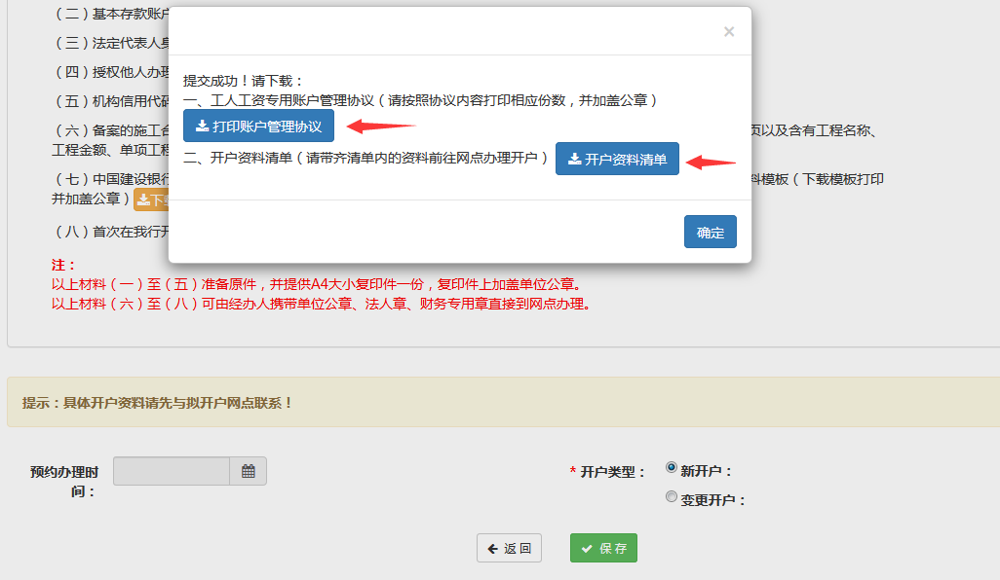 （二）基本存款账户
（三）法定代表人身
（四）授权他人办理
（五）机构信用代码
（六）备案的施工合
页以及含有工程名称、
工程金额、单项工程
（七）中国建设银行
料模板（下载模板打印
并加盖公章）
下载
（八）首次在我行开
×
提交成功！请下载：
一、工人工资专用账户管理协议（请按照协议内容打印相应份数，并加盖公章）
打印账户管理协议
二、开户资料清单（请带齐清单内的资料前往网点办理开户）
开户资料清单
确定
注：
以上材料（一）至（五）准备原件，并提供A4大小复印件一份，复印件上加盖单位公章。
以上材料（六）至（八）可由经办人携带单位公章、法人章、财务专用章直接到网点办理。
提示：具体开户资料请先与拟开户网点联系！
预约办理时
间：
* 开户类型：
新开户：
变更开户：
返 回
保 存